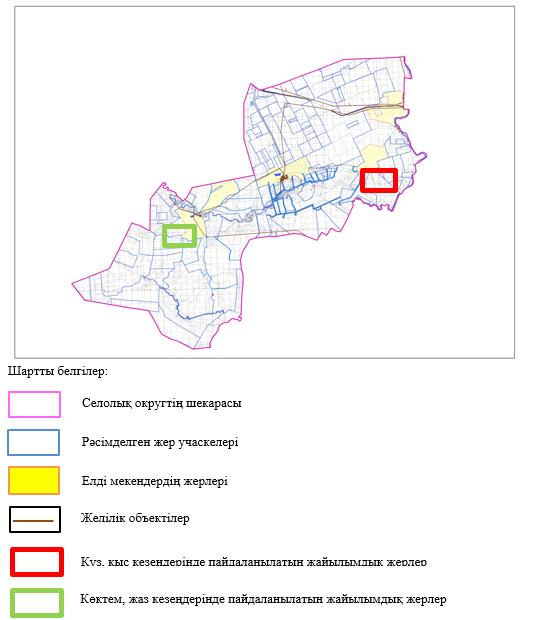 Шартты белгілер:
Селолық округтің шекарасы
Рәсімделген жер учаскелері
Елді мекендердің жерлері
Желілік объектілер
Күз, қыс кезеңдерінде пайдаланылатын жайылымдық жерлер
Көктем, жаз кезеңдерінде пайдаланылатын жайылымдық жерлер